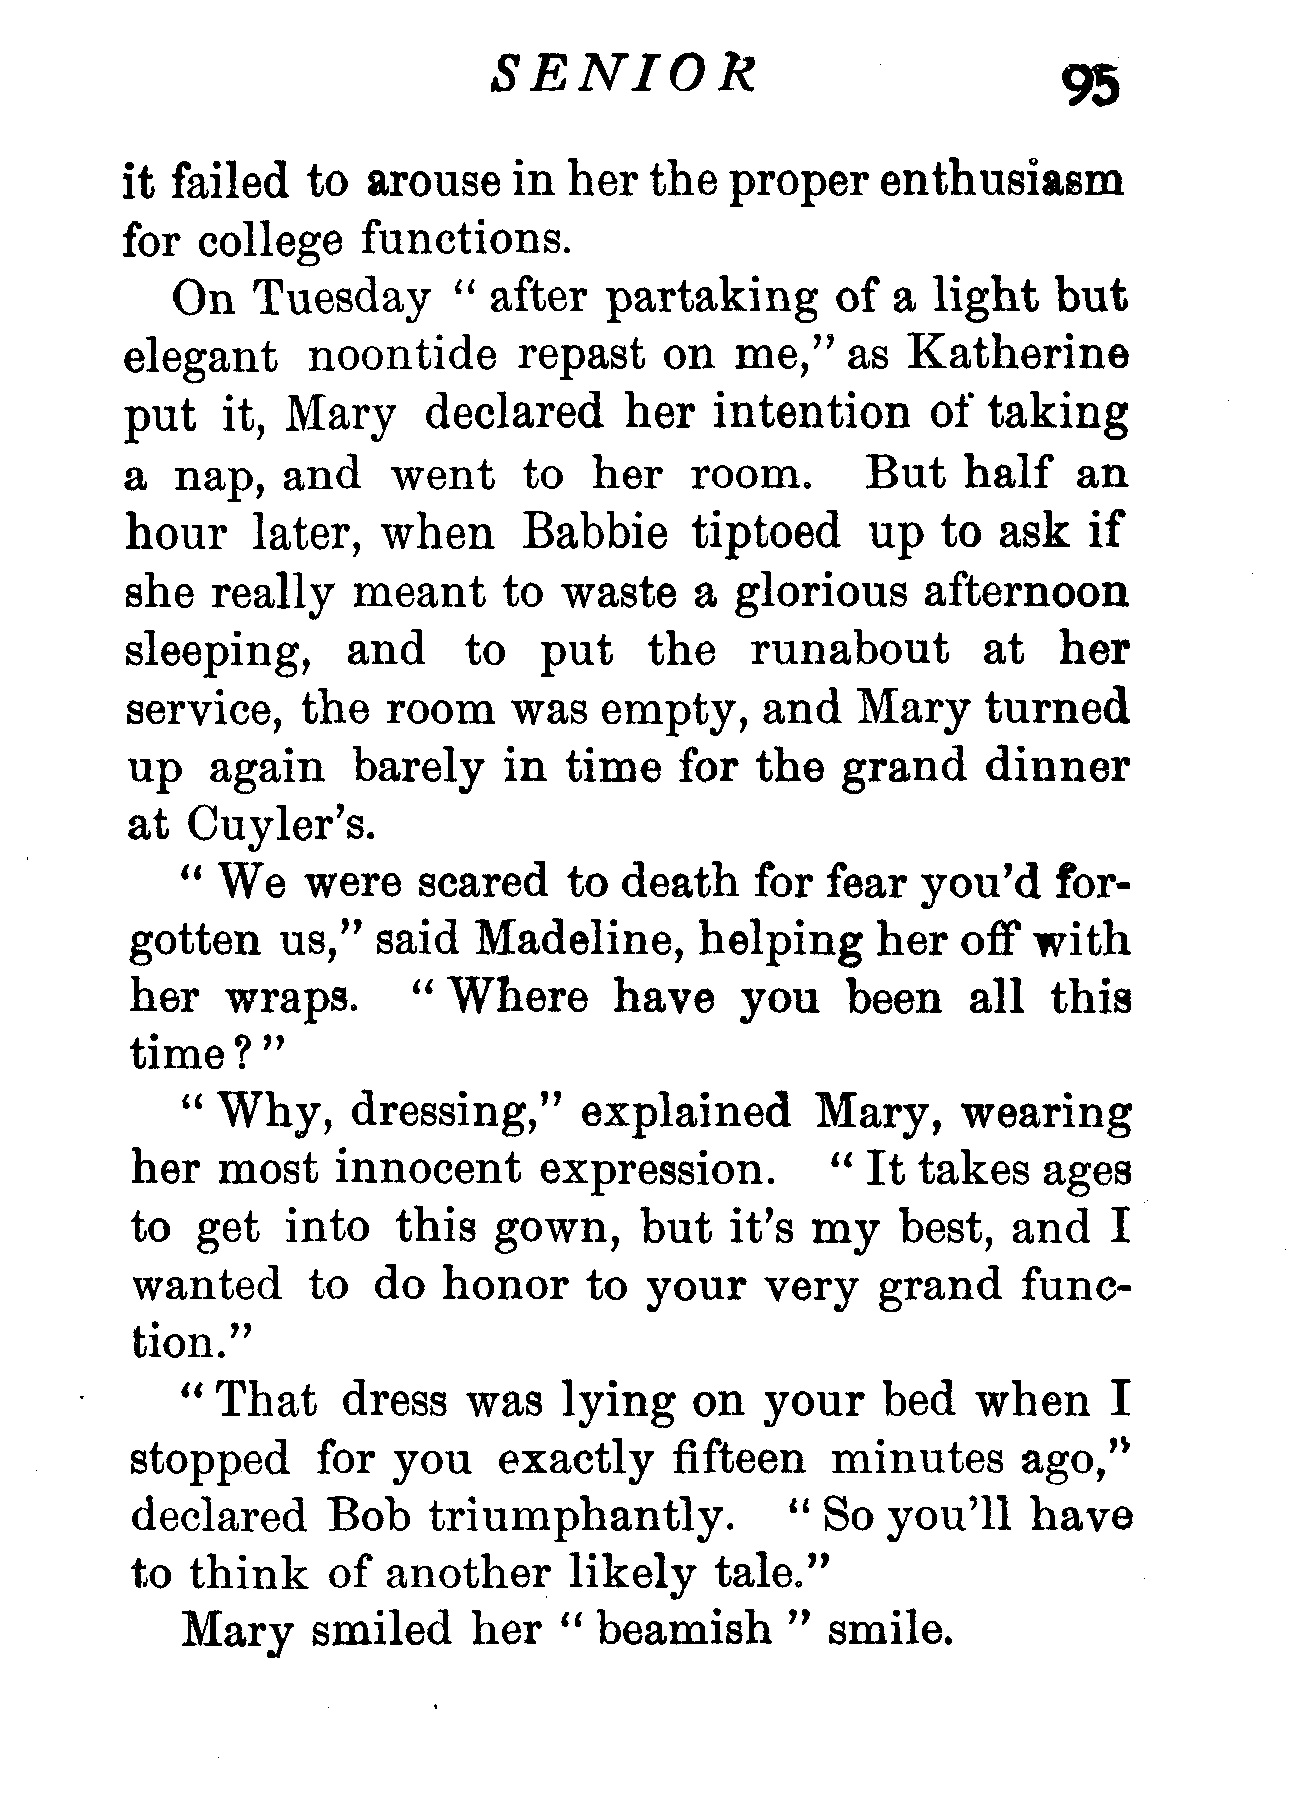 SENIOR 95
it failed to arouse in her the proper enthusiasm
for college functions.
On Tuesday “ after partaking of a light but
elegant noontide repast on me,” as Katherine
put it, Mary declared her intention of taking
a nap, and went to her room. But half an
hour later, when Babbie tiptoed up to ask if
she really meant to waste a glorious afternoon
sleeping, and to put the runabout at her
service, the room was empty, and Mary turned
up again barely in time for the grand dinner
at Cuyler’s.
“ We were scared to death for fear you’d for-
gotten us,” said Madeline, helping her off with
her wraps. “ Where have you been all this
time ? ”
“ Why, dressing,” explained Mary, wearing
her most innocent expression. “ It takes ages
to get into this gown, but it’s my best, and I
wanted to do honor to your very grand func-
tion.”
“ That dress was lying on your bed when I
stopped for you exactly fifteen minutes ago,”
declared Bob triumphantly. “ So you’ll have
to think of another likely tale.”
Mary smiled her “ beamish ” smile.